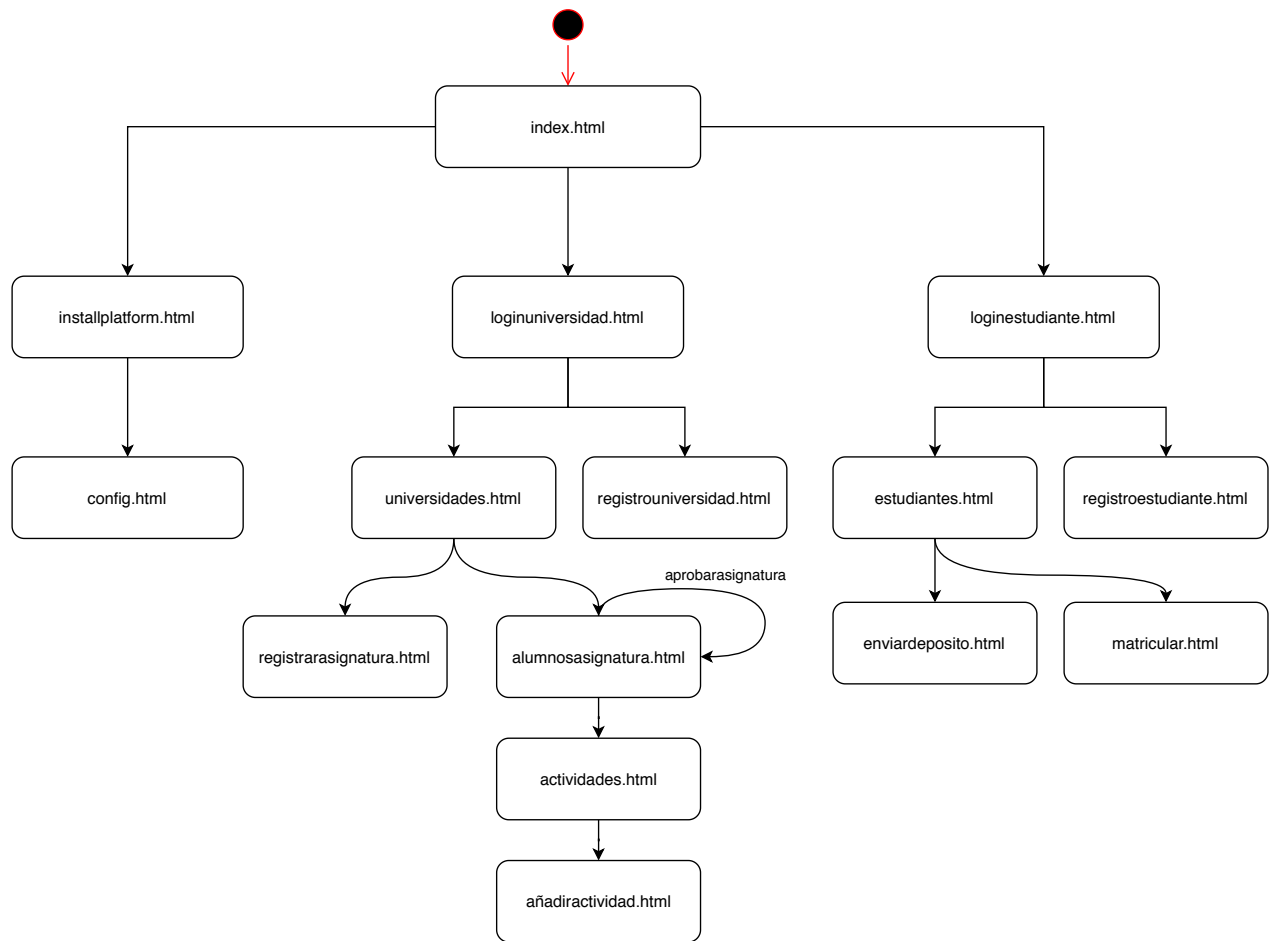 index.html
installplatform.html
loginuniversidad.html
loginestudiante.html
config.html
universidades.html
registrouniversidad.html
estudiantes.html
registroestudiante.html
aprobarasignatura
registrarasignatura.html
alumnosasignatura.html
enviardeposito.html
matricular.html
actividades.html
añadiractividad.html